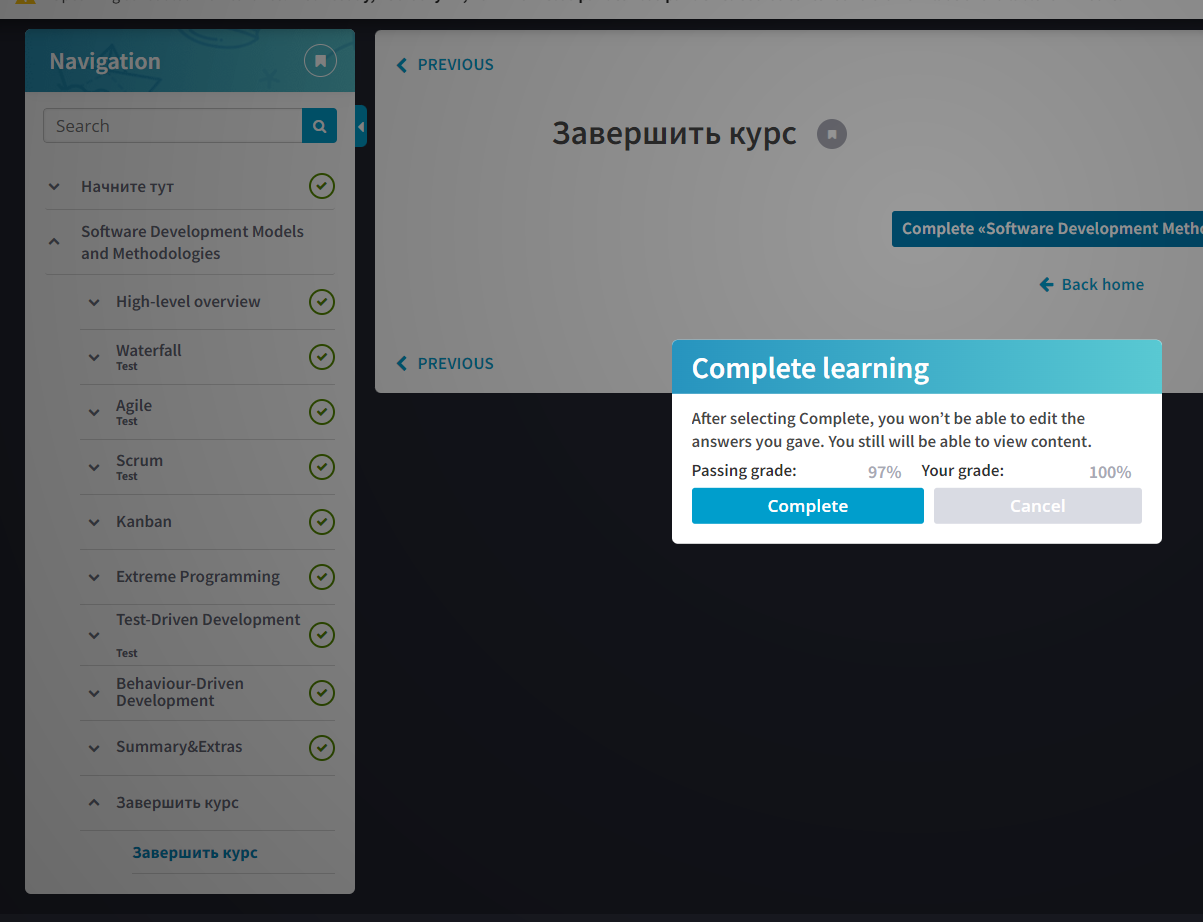 Navigation
Search
Начните тут
Software Development Models
and Methodologies
High-level overview
Waterfall
Test
Agile
Test
Scrum
Test
Kanban
Extreme Programming
Test-Driven Development
Test
Behaviour-Driven
Development
Summary&Extras
Завершить курс
Завершить курс
PREVIOUS
Завершить курс
Complete «Software Development
Back home
PREVIOUS
Complete learning
After selecting Complete, you won’t be able to edit the
answers you gave. You still will be able to view content.
Passing grade: 97% Your grade: 100%
Complete Cancel